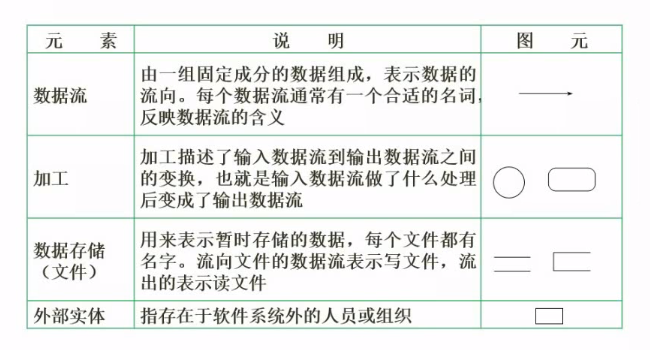 元 素 说 明 图 元
数据流
由一组固定成分的数据组成，表示数据的
流向。每个数据流通常有一个合适的名词，
反映数据流的含义
加工
加工描述了输入数据流到输出数据流之间
的变换，也就是输入数据流做了什么处理
后变成了输出数据流
数据存储
（文件）
用来表示暂时存储的数据，每个文件都有
名字。流向文件的数据流表示写文件，流
出的表示读文件
外部实体
指存在于软件系统外的人员或组织